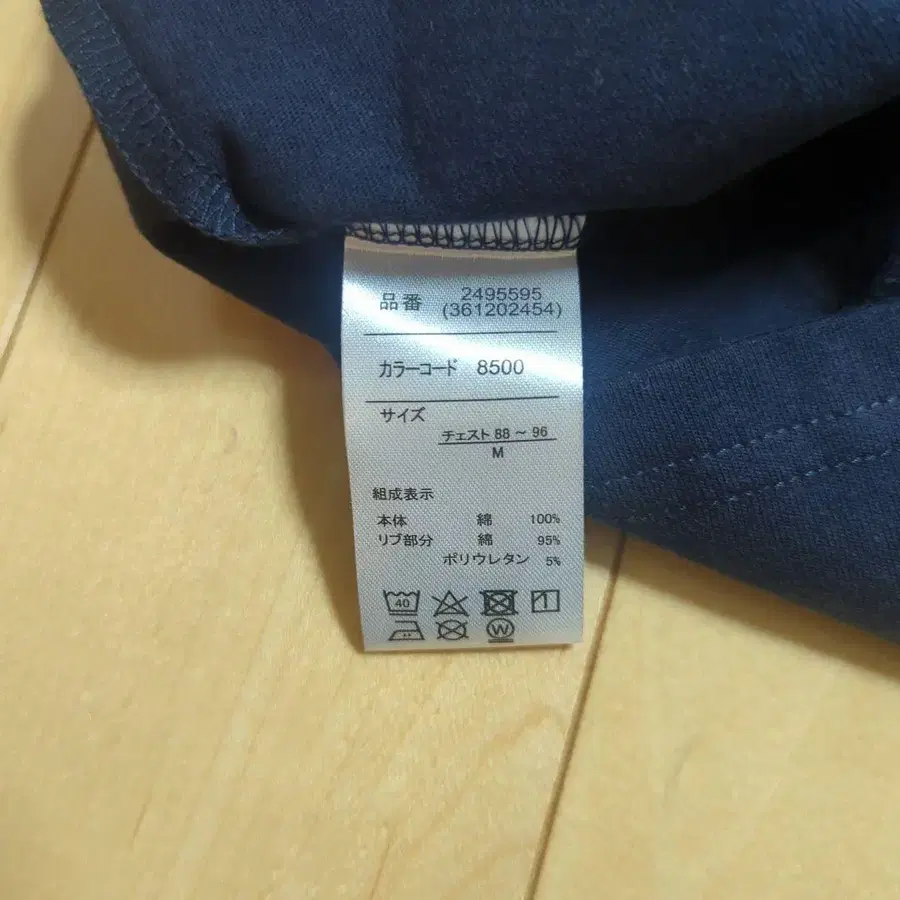 品番 2495595
(361202454)
カラーコード 8500
サイズ
チェスト 88 ~ 96
M
組成表示
本体 綿 100%
リブ部分 綿 95%
ポリウレタン 5%
40 1
W